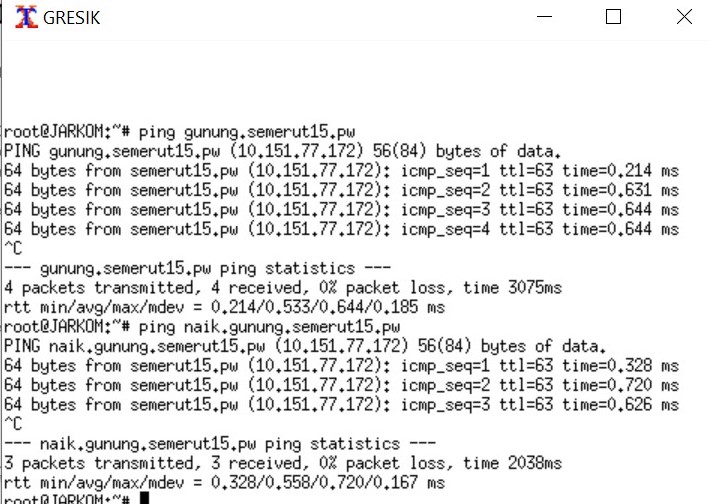 GRESIK
root@JARKOM:~# ping gunung.semerut15.pw
PING gunung.semerut15.pw (10.151.77.172) 56(84) bytes of data.
64 bytes from semerut15.pw (10.151.77.172): icmp_seq=1 ttl=63 time=0.214 ms
64 bytes from semerut15.pw (10.151.77.172): icmp_seq=2 ttl=63 time=0.631 ms
64 bytes from semerut15.pw (10.151.77.172): icmp_seq=3 ttl=63 time=0.644 ms
64 bytes from semerut15.pw (10.151.77.172): icmp_seq=4 ttl=63 time=0.644 ms
^C
--- gunung.semerut15.pw ping statistics ---
4 packets transmitted, 4 received, 0% packet loss, time 3075ms
rtt min/avg/max/mdev = 0.214/0.533/0.644/0.185 ms
root@JARKOM:~# ping naik.gunung.semerut15.pw
PING naik.gunung.semerut15.pw (10.151.77.172) 56(84) bytes of data.
64 bytes from semerut15.pw (10.151.77.172): icmp_seq=1 ttl=63 time=0.328 ms
64 bytes from semerut15.pw (10.151.77.172): icmp_seq=2 ttl=63 time=0.720 ms
64 bytes from semerut15.pw (10.151.77.172): icmp_seq=3 ttl=63 time=0.626 ms
^C
--- naik.gunung.semerut15.pw ping statistics ---
3 packets transmitted, 3 received, 0% packet loss, time 2038ms
rtt min/avg/max/mdev = 0.328/0.558/0.720/0.167 ms
root@JARKOM:~#